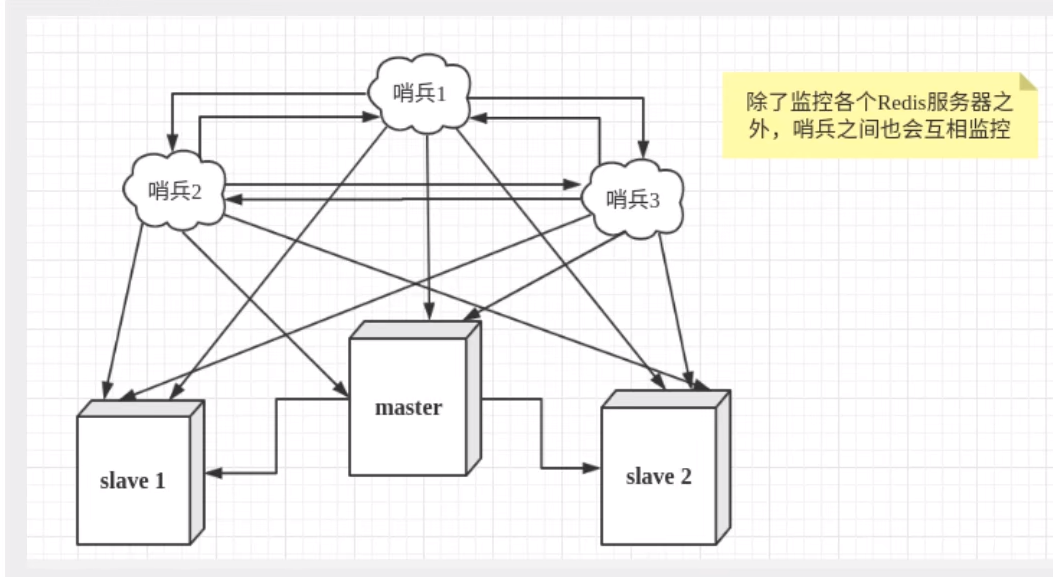 哨兵1
除了监控各个Redis服务器之
外，哨兵之间也会互相监控
哨兵2
哨兵3
master
slave 1
slave 2